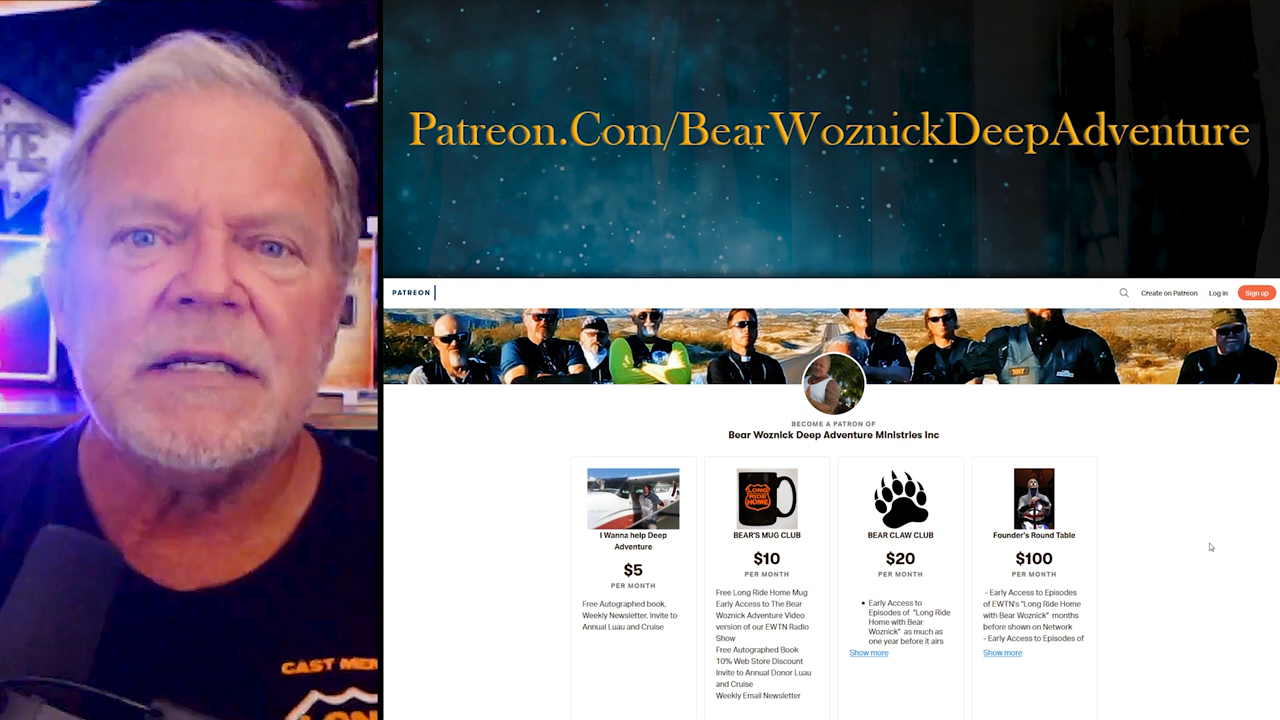 Patreon.Com/BearWoznickDeepAdventure
PATREON
Create on Patreon
Log in
Sign up
BECOME A PATRON OF
Bear Woznick Deep Adventure Ministries Inc
I Wanna help Deep
Adventure
$5
PER MONTH
Free Autographed book,
Weekly Newsletter, Invite to
Annual Luau and Cruise
LONG
RIDE
HOME
BEAR'S MUG CLUB
$10
PER MONTH
Free Long Ride Home Mug
Early Access to The Bear
Woznick Adventure Video
version of our EWTN Radio
Show
Free Autographed Book
10% Web Store Discount
Invite to Annual Donor Luau
and Cruise
Weekly Email Newsletter
BEAR CLAW CLUB
$20
PER MONTH
• Early Access to
Episodes of "Long Ride
Home with Bear
Woznick" as much as
one year before it airs
Show more
Founder's Round Table
$100
PER MONTH
- Early Access to Episodes
of EWTN's "Long Ride Home
with Bear Woznick" months
before shown on Network
- Early Access to Episodes of
Show more
CAST